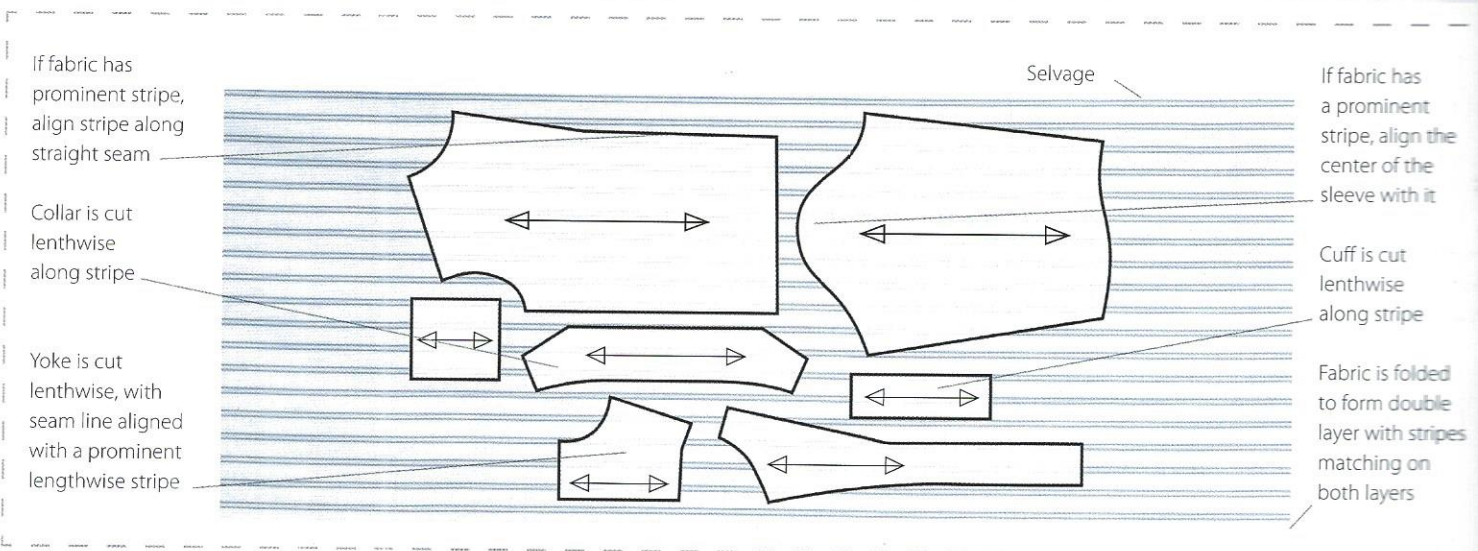 If fabric has
prominent stripe,
align stripe along
straight seam
Collar is cut
lenthwise
along stripe
Yoke is cut
lenthwise, with
seam line aligned
with a prominent
lengthwise stripe
Selvage
If fabric has
a prominent
stripe, align the
center of the
sleeve with it
Cuff is cut
lenthwise
along stripe
Fabric is folded
to form double
layer with stripes
matching on
both layers